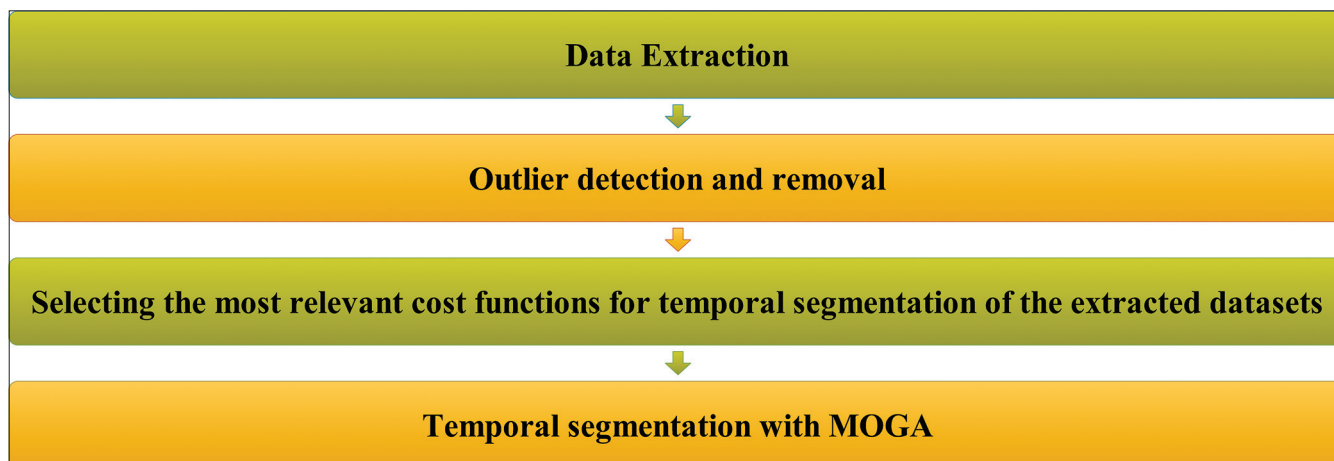 Data Extraction
Outlier detection and removal
Selecting the most relevant cost functions for temporal segmentation of the extracted datasets
Temporal segmentation with MOGA